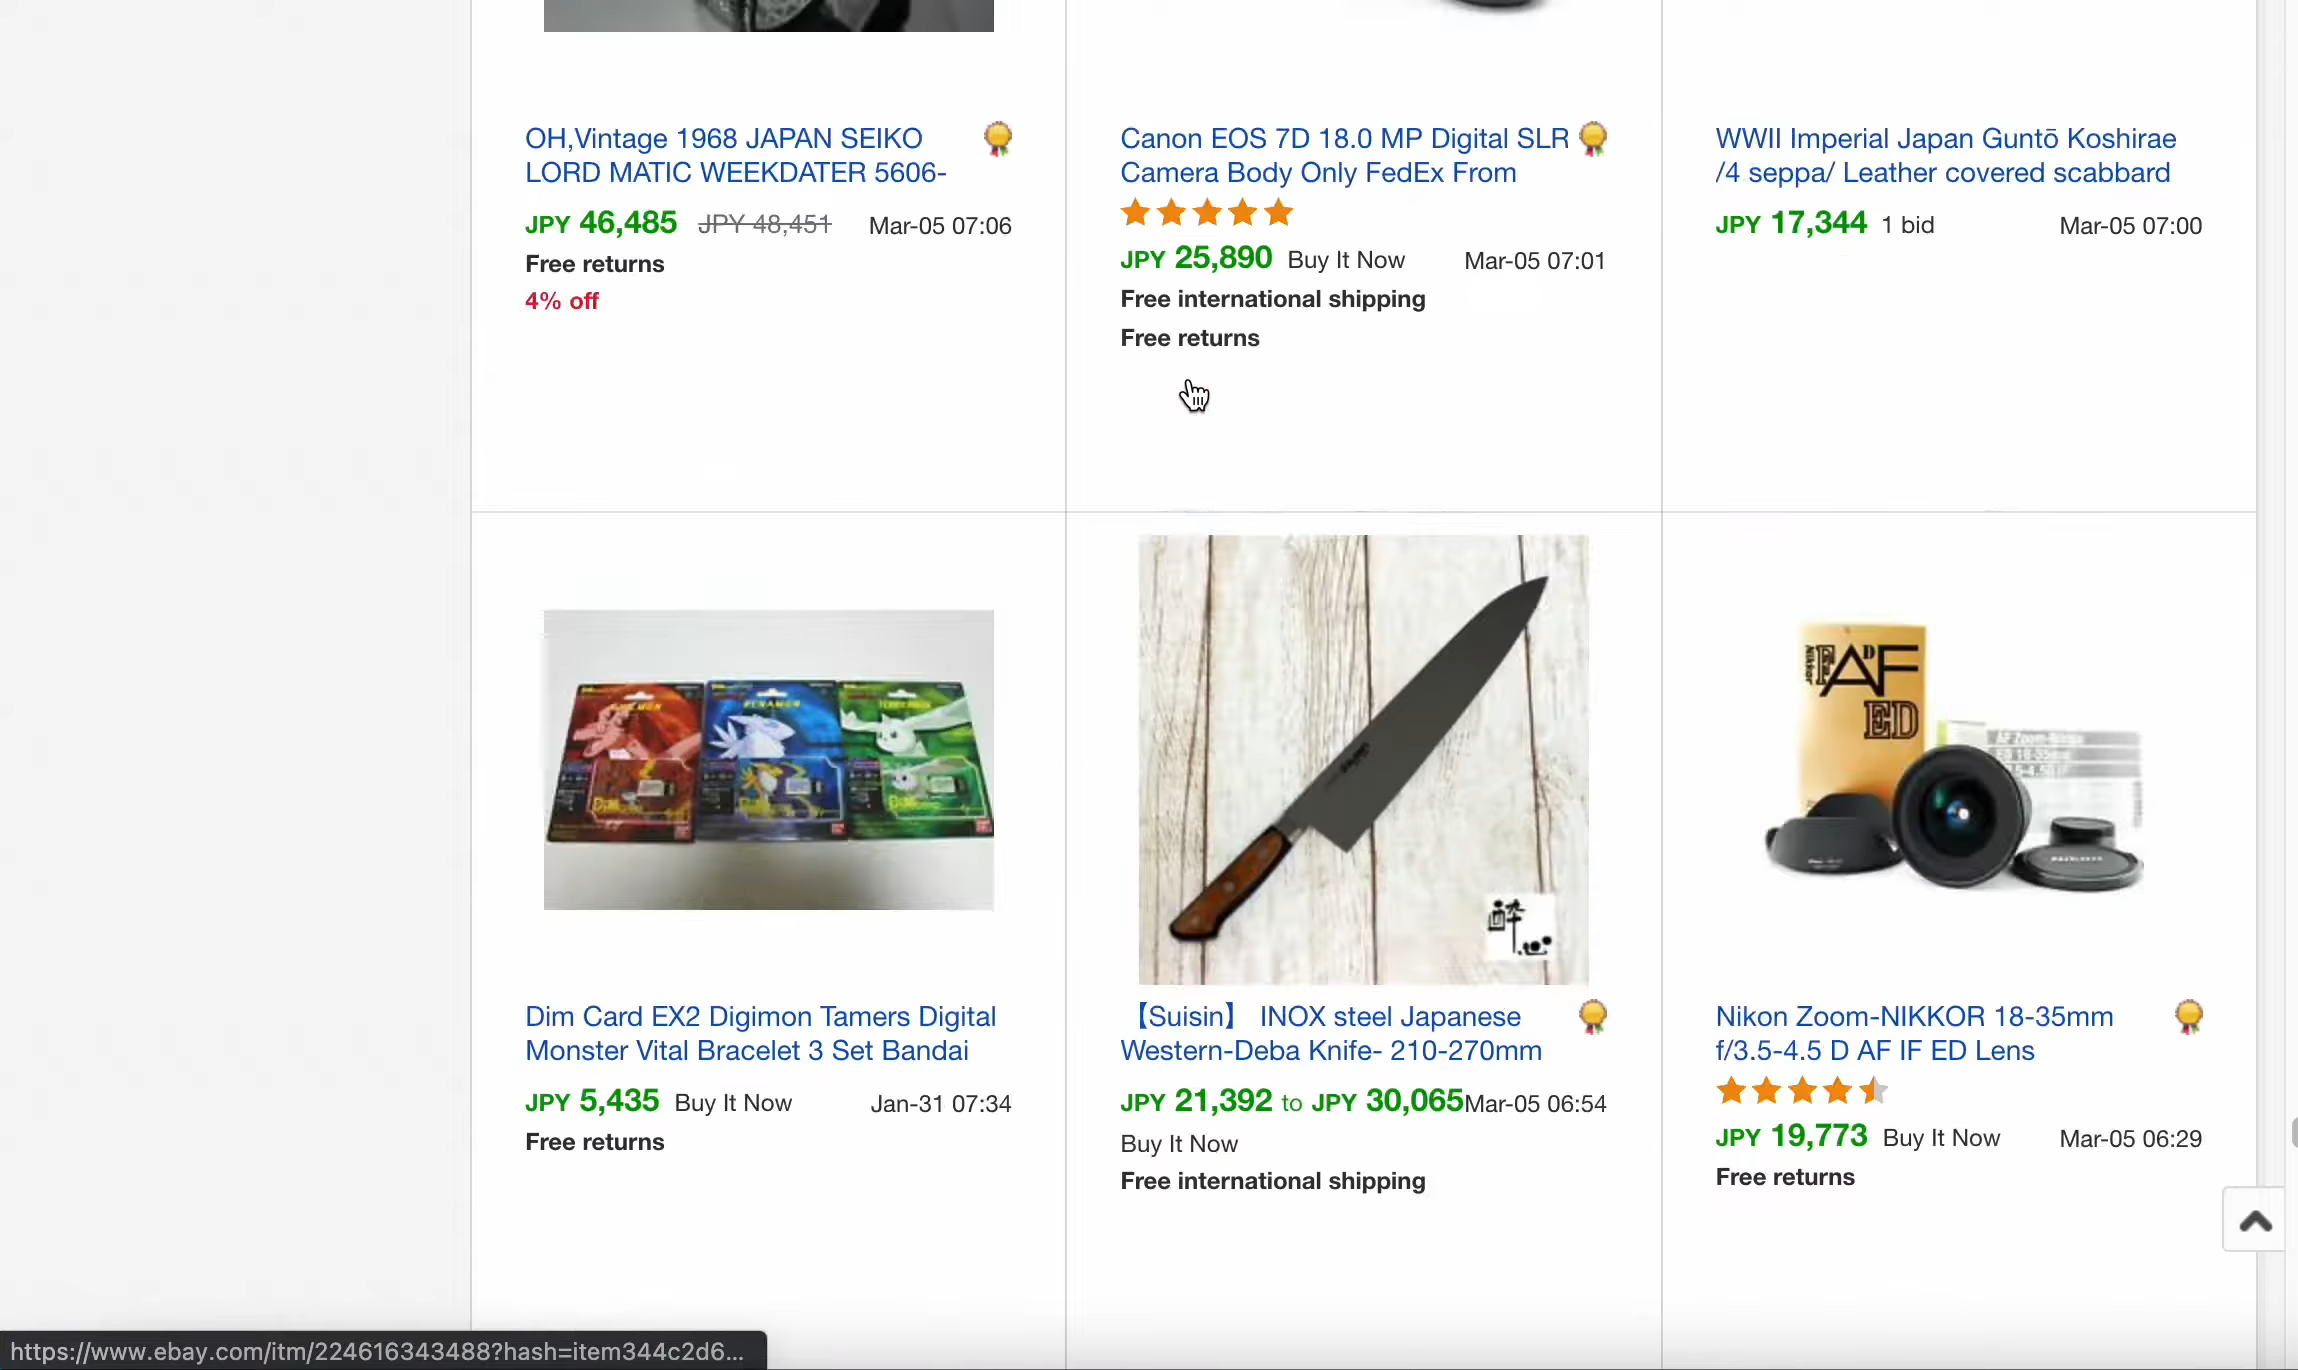 OH,Vintage 1968 JAPAN SEIKO
LORD MATIC WEEKDATER 5606-
JPY 46,485 JPY 48,451 Mar-05 07:06
Free returns
4% off
Canon EOS 7D 18.0 MP Digital SLR
Camera Body Only FedEx From
JPY 25,890 Buy It Now Mar-05 07:01
Free international shipping
Free returns
WWII Imperial Japan Guntō Koshirae
/4 seppa/ Leather covered scabbard
JPY 17,344 1 bid Mar-05 07:00
酔心
AF
D
ED
Nikon
Dim Card EX2 Digimon Tamers Digital
Monster Vital Bracelet 3 Set Bandai
JPY 5,435 Buy It Now Jan-31 07:34
Free returns
【Suisin】 INOX steel Japanese
Western-Deba Knife- 210-270mm
JPY 21,392 to JPY 30,065 Mar-05 06:54
Buy It Now
Free international shipping
Nikon Zoom-NIKKOR 18-35mm
f/3.5-4.5 D AF IF ED Lens
JPY 19,773 Buy It Now Mar-05 06:29
Free returns
https://www.ebay.com/itm/224616343488?hash=item344c2d6...